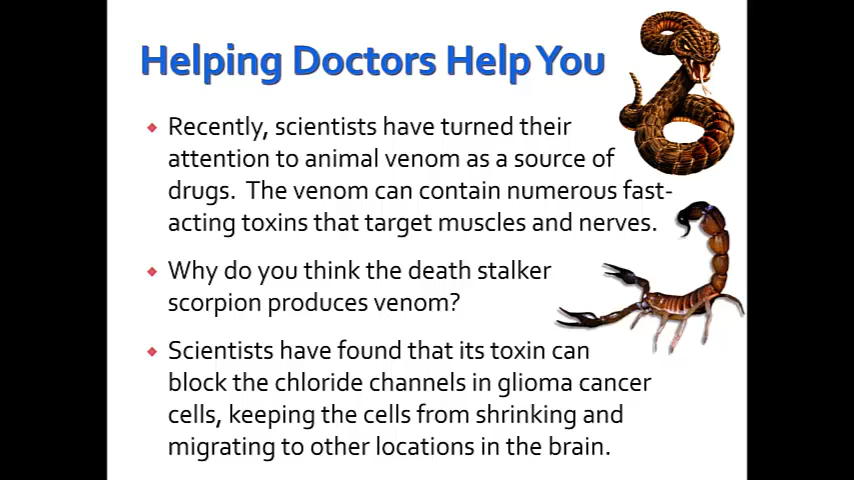 Helping Doctors Help You
Recently, scientists have turned their
attention to animal venom as a source of
drugs.  The venom can contain numerous fast-
acting toxins that target muscles and nerves.
Why do you think the death stalker
scorpion produces venom?
Scientists have found that its toxin can
block the chloride channels in glioma cancer
cells, keeping the cells from shrinking and
migrating to other locations in the brain.